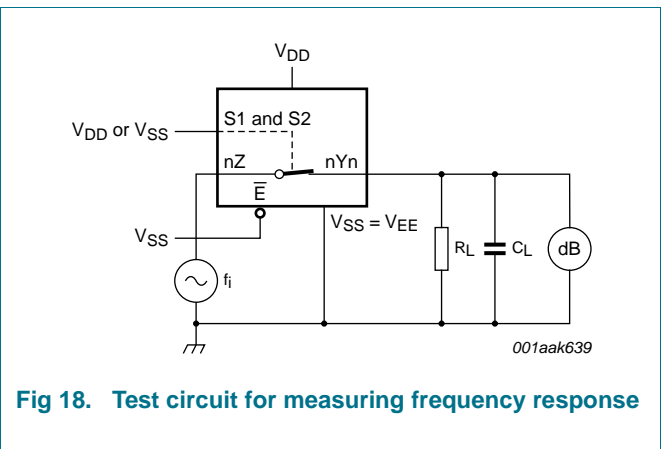 VDD
S1 and S2
VDD or VSS
nZ
nYn
E
VSS = VEE
VSS
RL
CL
dB
fi
001aak639
Fig 18. Test circuit for measuring frequency response